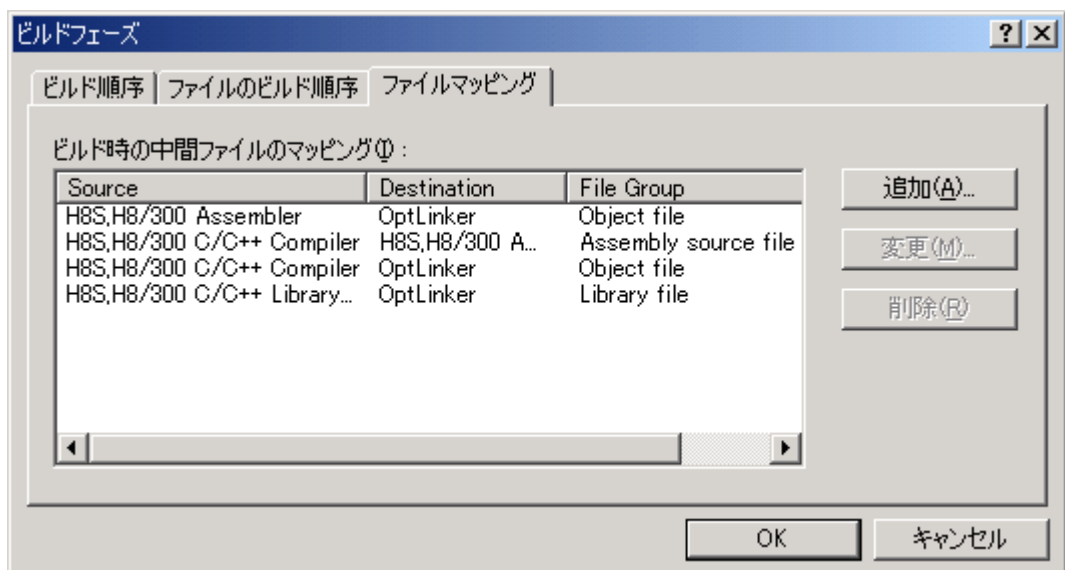 ビルドフェーズ
ビルド順序 ファイルのビルド順序 ファイルマッピング
ビルド時の中間ファイルのマッピング(I) :
Source Destination File Group
H8S,H8/300 Assembler OptLinker Object file
H8S,H8/300 C/C++ Compiler H8S,H8/300 A... Assembly source file
H8S,H8/300 C/C++ Compiler OptLinker Object file
H8S,H8/300 C/C++ Library... OptLinker Library file
追加(A)...
変更(M)...
削除(R)
OK キャンセル